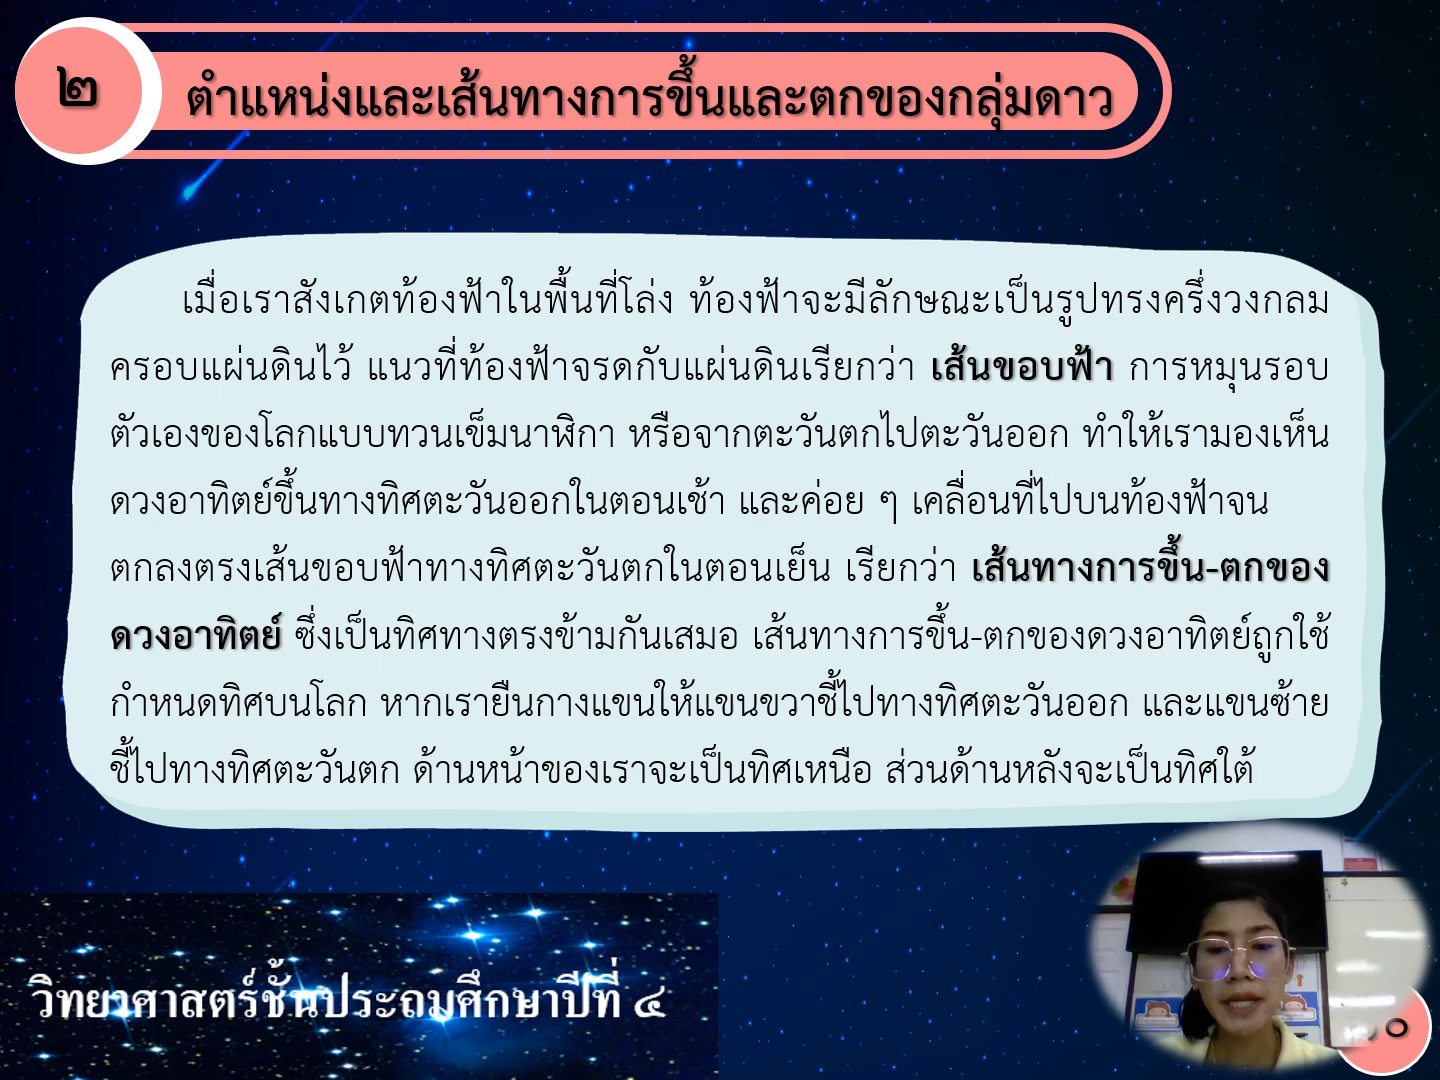 ๒
ตำแหน่งและเส้นทางการขึ้นและตกของกลุ่มดาว
เมื่อเราสังเกตท้องฟ้าในพื้นที่โล่ง ท้องฟ้าจะมีลักษณะเป็นรูปทรงครึ่งวงกลม
ครอบแผ่นดินไว้ แนวที่ท้องฟ้าจรดกับแผ่นดินเรียกว่า เส้นขอบฟ้า การหมุนรอบ
ตัวเองของโลกแบบทวนเข็มนาฬิกา หรือจากตะวันตกไปตะวันออก ทำให้เรามองเห็น
ดวงอาทิตย์ขึ้นทางทิศตะวันออกในตอนเช้า และค่อย ๆ เคลื่อนที่ไปบนท้องฟ้าจน
ตกลงตรงเส้นขอบฟ้าทางทิศตะวันตกในตอนเย็น เรียกว่า เส้นทางการขึ้น-ตกของ
ดวงอาทิตย์ ซึ่งเป็นทิศทางตรงข้ามกันเสมอ เส้นทางการขึ้น-ตกของดวงอาทิตย์ถูกใช้
กำหนดทิศบนโลก หากเรายืนกางแขนให้แขนขวาชี้ไปทางทิศตะวันออก และแขนซ้าย
ชี้ไปทางทิศตะวันตก ด้านหน้าของเราจะเป็นทิศเหนือ ส่วนด้านหลังจะเป็นทิศใต้
วิทยาศาสตร์ชั้นประถมศึกษาปีที่ ๔